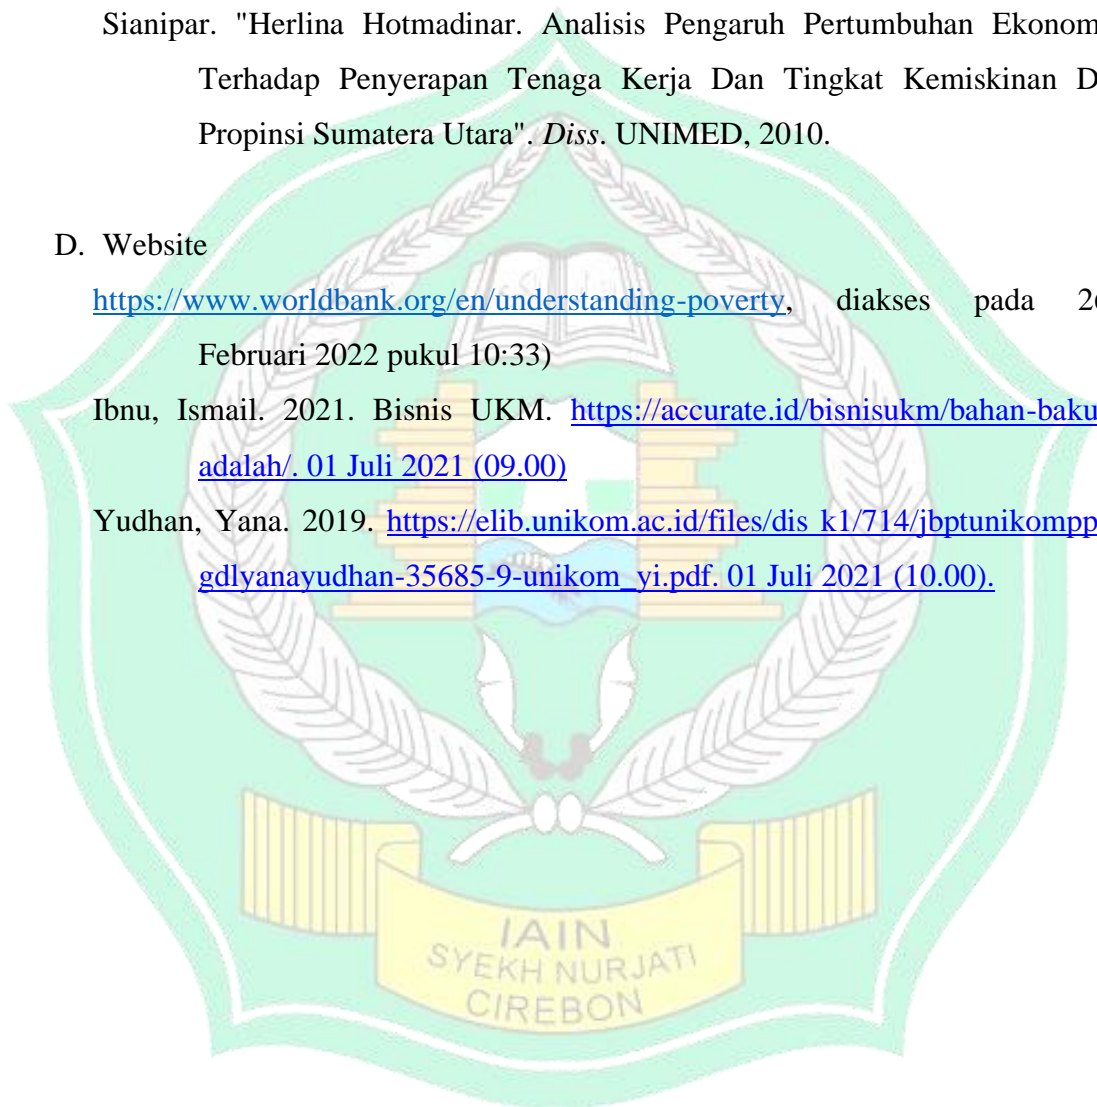 Sianipar. "Herlina Hotmadinar. Analisis Pengaruh Pertumbuhan Ekonom
Terhadap Penyerapan Tenaga Kerja Dan Tingkat Kemiskinan D
Propinsi Sumatera Utara". Diss. UNIMED, 2010.
D. Website
https://www.worldbank.org/en/understanding-poverty, diakses pada 26
Februari 2022 pukul 10:33)
Ibnu, Ismail. 2021. Bisnis UKM. https://accurate.id/bisnisukm/bahan-baku-
adalah/. 01 Juli 2021 (09.00)
Yudhan, Yana. 2019. https://elib.unikom.ac.id/files/dis k1/714/jbptunikompp-
gdlyanayudhan-35685-9-unikom_yi.pdf. 01 Juli 2021 (10.00).
IAIN
SYEKH NURJATI
CIREBON